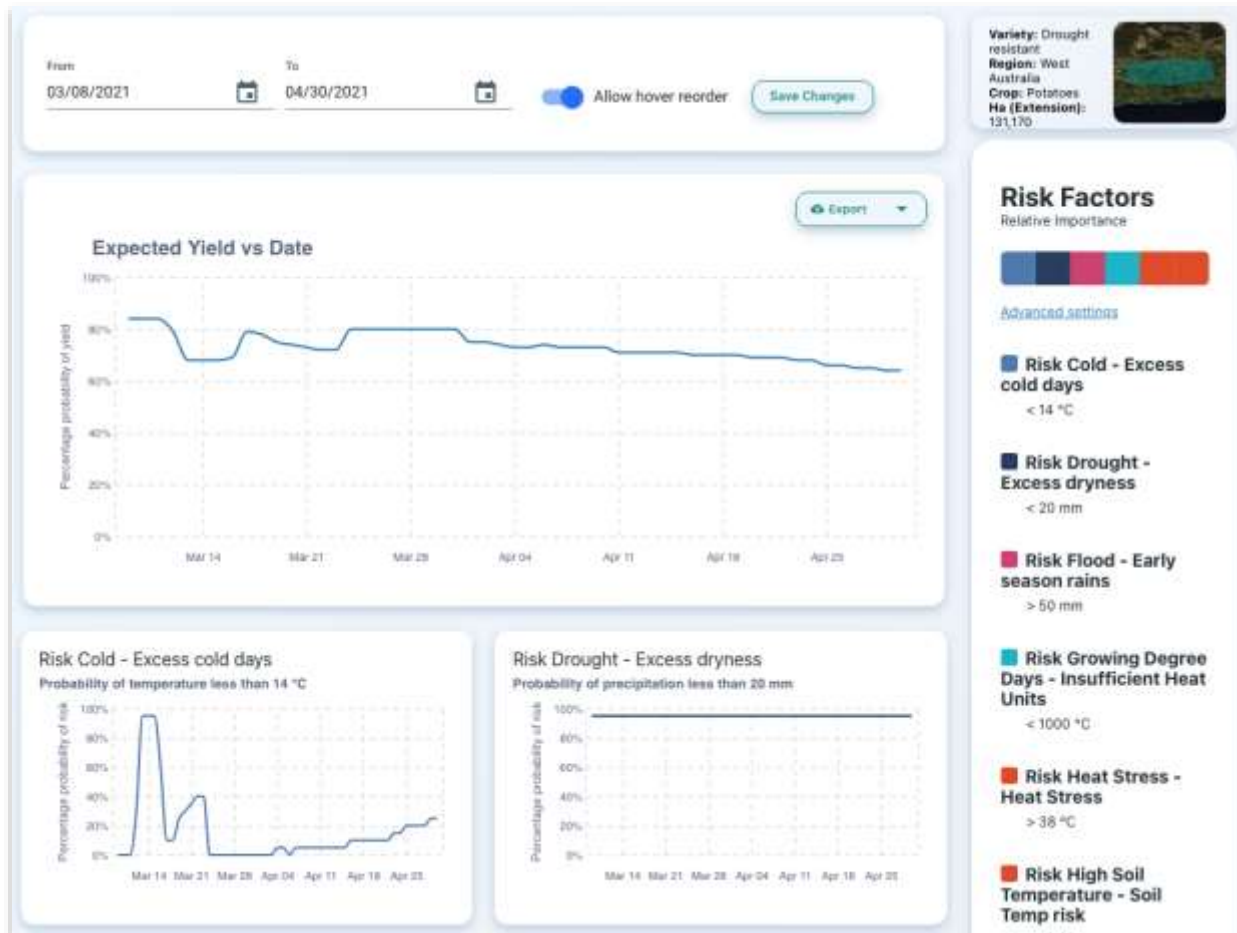 From
03/08/2021
To
04/30/2021
Allow hover reorder
Save Changes
Variety: Drought
resistant
Region: West
Australia
Crop: Potatoes
Ha (Extension):
131,170
Export
Expected Yield vs Date
Percentage probability of yield
100%
80%
60%
40%
20%
0%
Mar 14 Mar 21 Mar 28 Apr 04 Apr 11 Apr 18 Apr 25
Risk Cold - Excess cold days
Probability of temperature less than 14 °C
Percentage probability of risk
100%
80%
60%
40%
20%
0%
Mar 14 Mar 21 Mar 28 Apr 04 Apr 11 Apr 18 Apr 25
Risk Drought - Excess dryness
Probability of precipitation less than 20 mm
Percentage probability of risk
100%
80%
60%
40%
20%
0%
Mar 14 Mar 21 Mar 28 Apr 04 Apr 11 Apr 18 Apr 25
Risk Factors
Relative Importance
Advanced settings
Risk Cold - Excess
cold days
< 14 °C
Risk Drought -
Excess dryness
< 20 mm
Risk Flood - Early
season rains
> 50 mm
Risk Growing Degree
Days - Insufficient Heat
Units
< 1000 °C
Risk Heat Stress -
Heat Stress
> 38 °C
Risk High Soil
Temperature - Soil
Temp risk